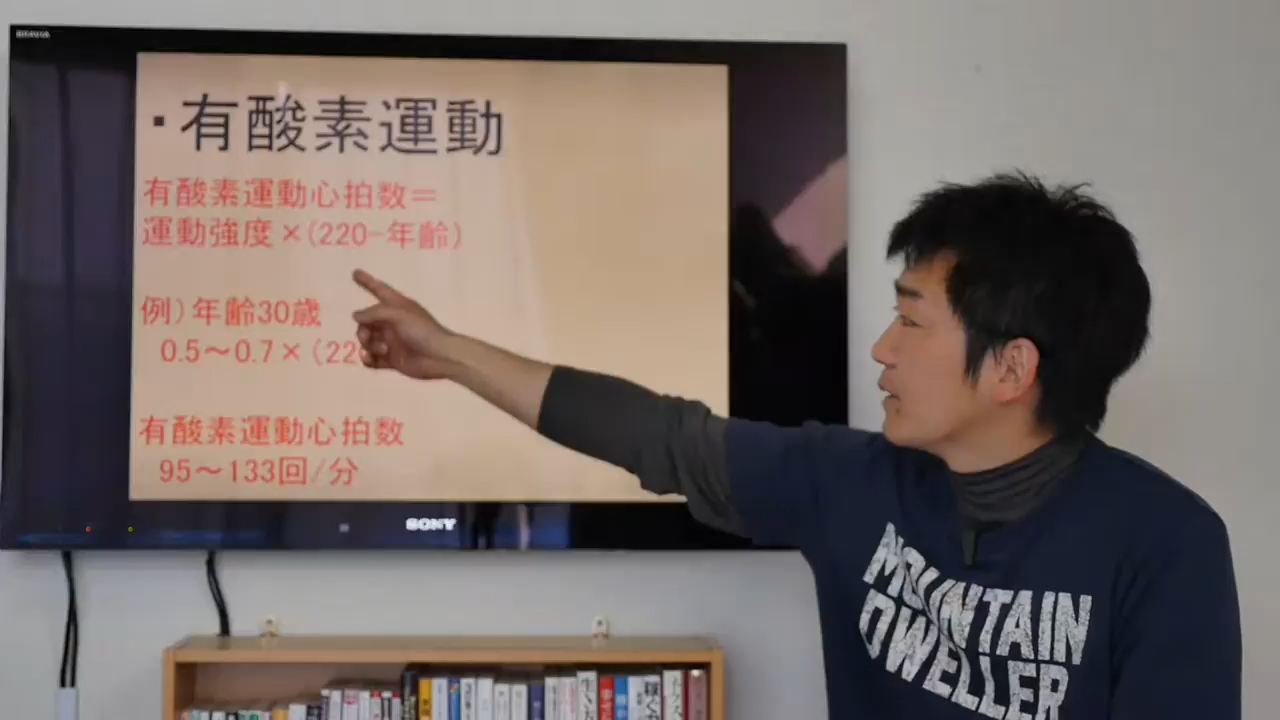 ・有酸素運動
有酸素運動心拍数＝
運動強度×(220-年齢)
例)年齢30歳
0.5～0.7×(22
有酸素運動心拍数
95～133回/分
SONY
MOUNTAIN
DWELLER